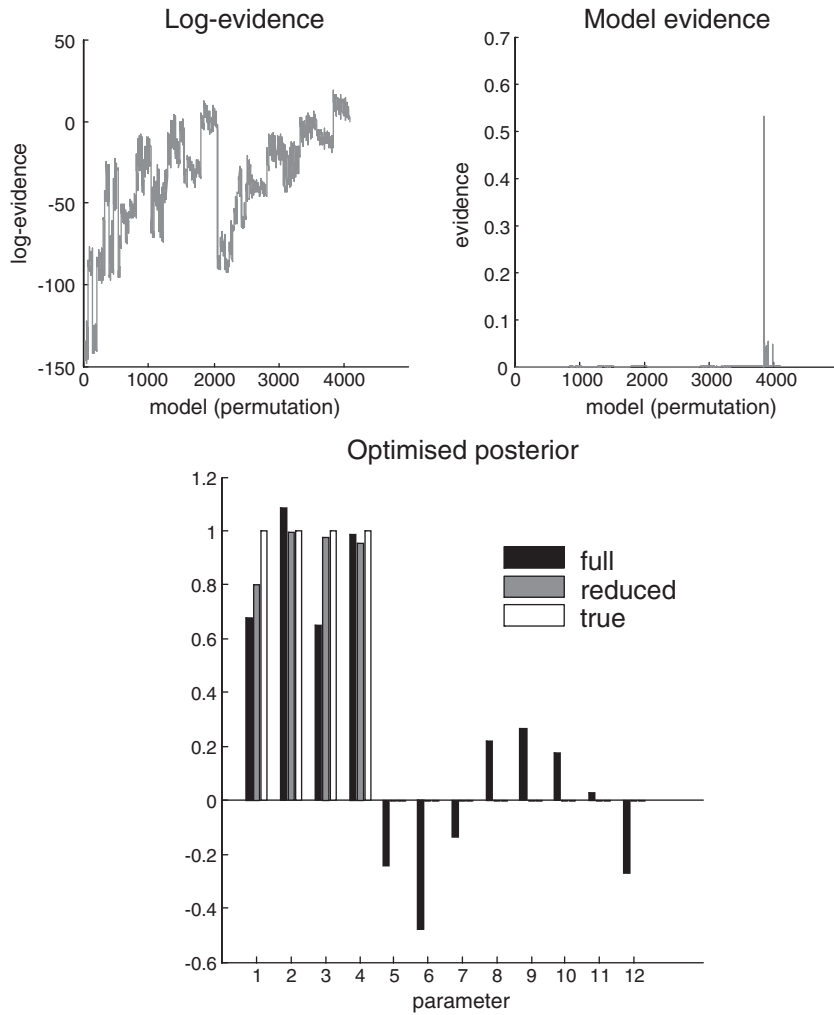 Log-evidence
50
0
-50
-100
-150
log-evidence
0 1000 2000 3000 4000
model (permutation)
Model evidence
0.7
0.6
0.5
0.4
0.3
0.2
0.1
0
evidence
0 1000 2000 3000 4000
model (permutation)
Optimised posterior
1.2
1
0.8
0.6
0.4
0.2
0
-0.2
-0.4
-0.6
full
reduced
true
1 2 3 4 5 6 7 8 9 10 11 12
parameter